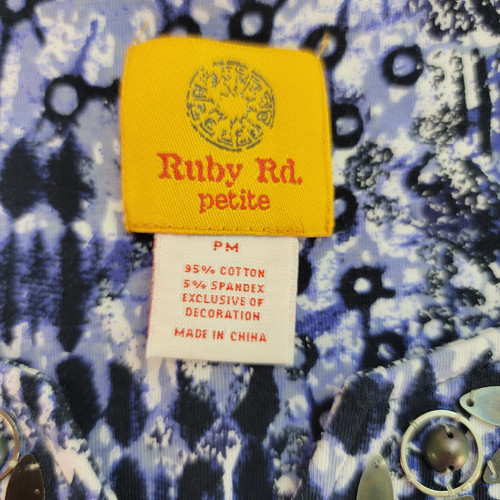 Ruby Rd.
petite
PM
95% COTTON
5% SPANDEX
EXCLUSIVE OF
DECORATION
MADE IN CHINA